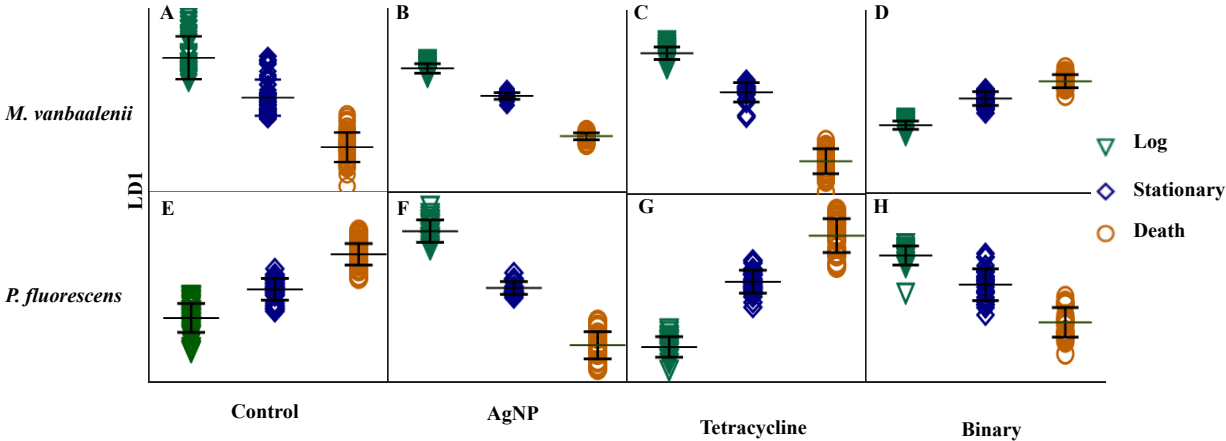 A B C D
M. vanbaalenii
Log
LD1
Stationary
E F G H
Death
P. fluorescens
Control AgNP Tetracycline Binary